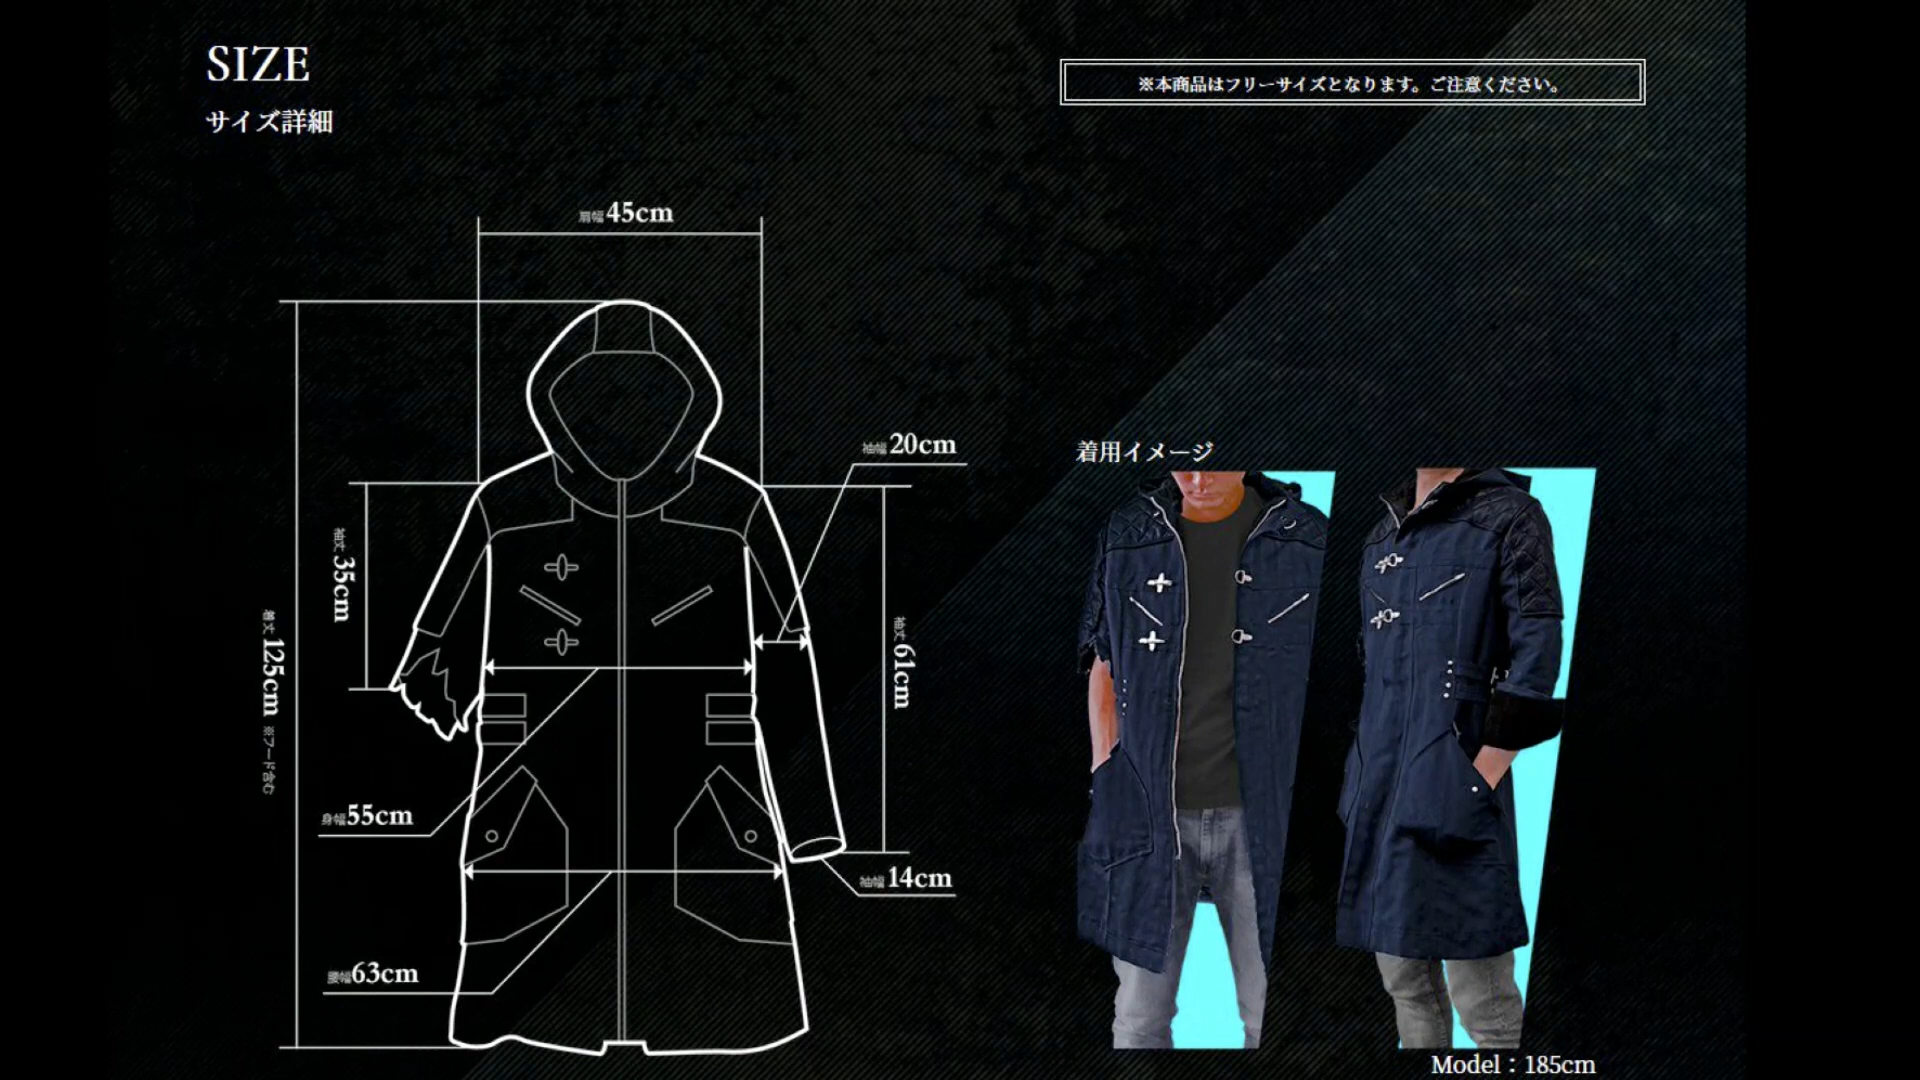 SIZE
サイズ詳細
※本商品はフリーサイズとなります。ご注意ください。
肩幅45cm
袖幅20cm
着用イメージ
袖丈35cm
着丈125cm ※フード含む
袖丈61cm
身幅55cm
袖幅14cm
腰幅63cm
Model：185cm